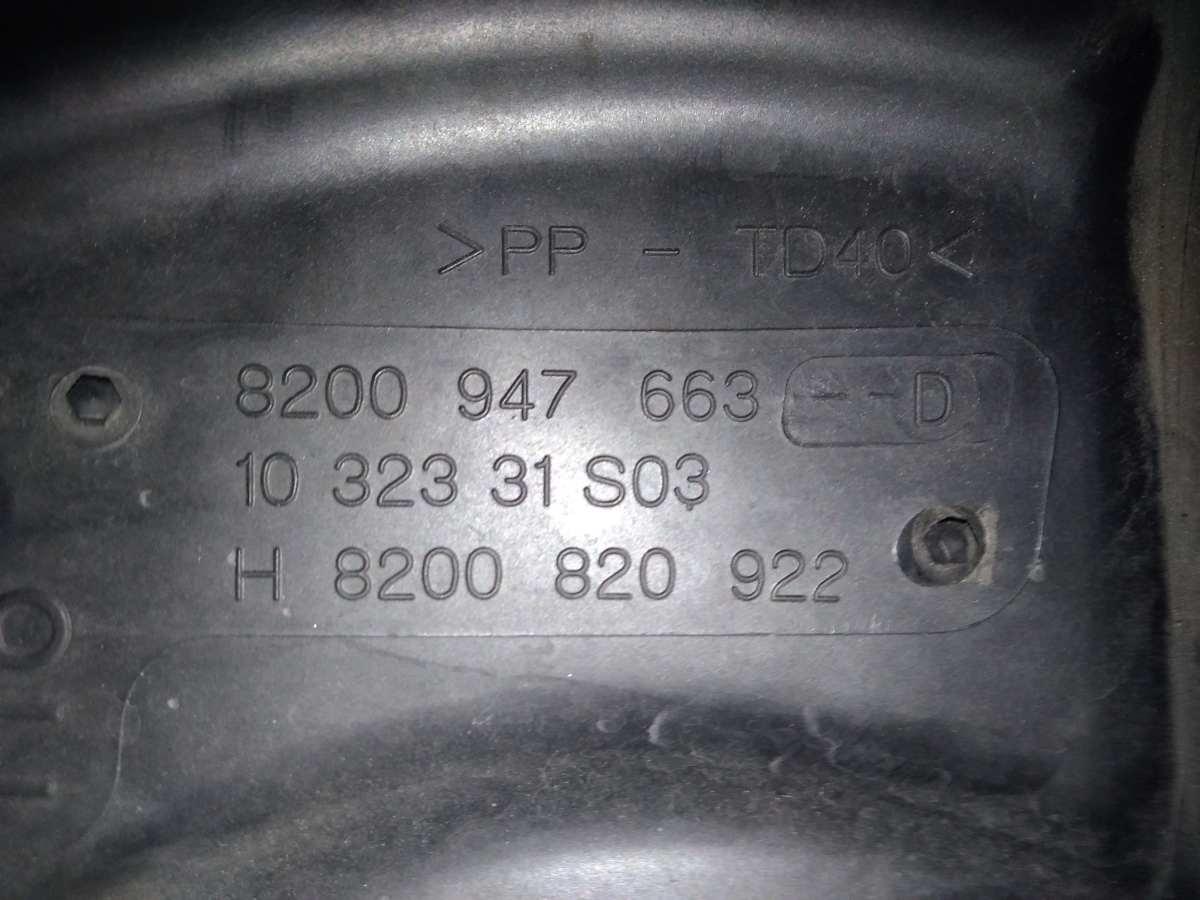 >PP - TD40<
8200 947 663 --D
10 323 31 S03
H 8200 820 922